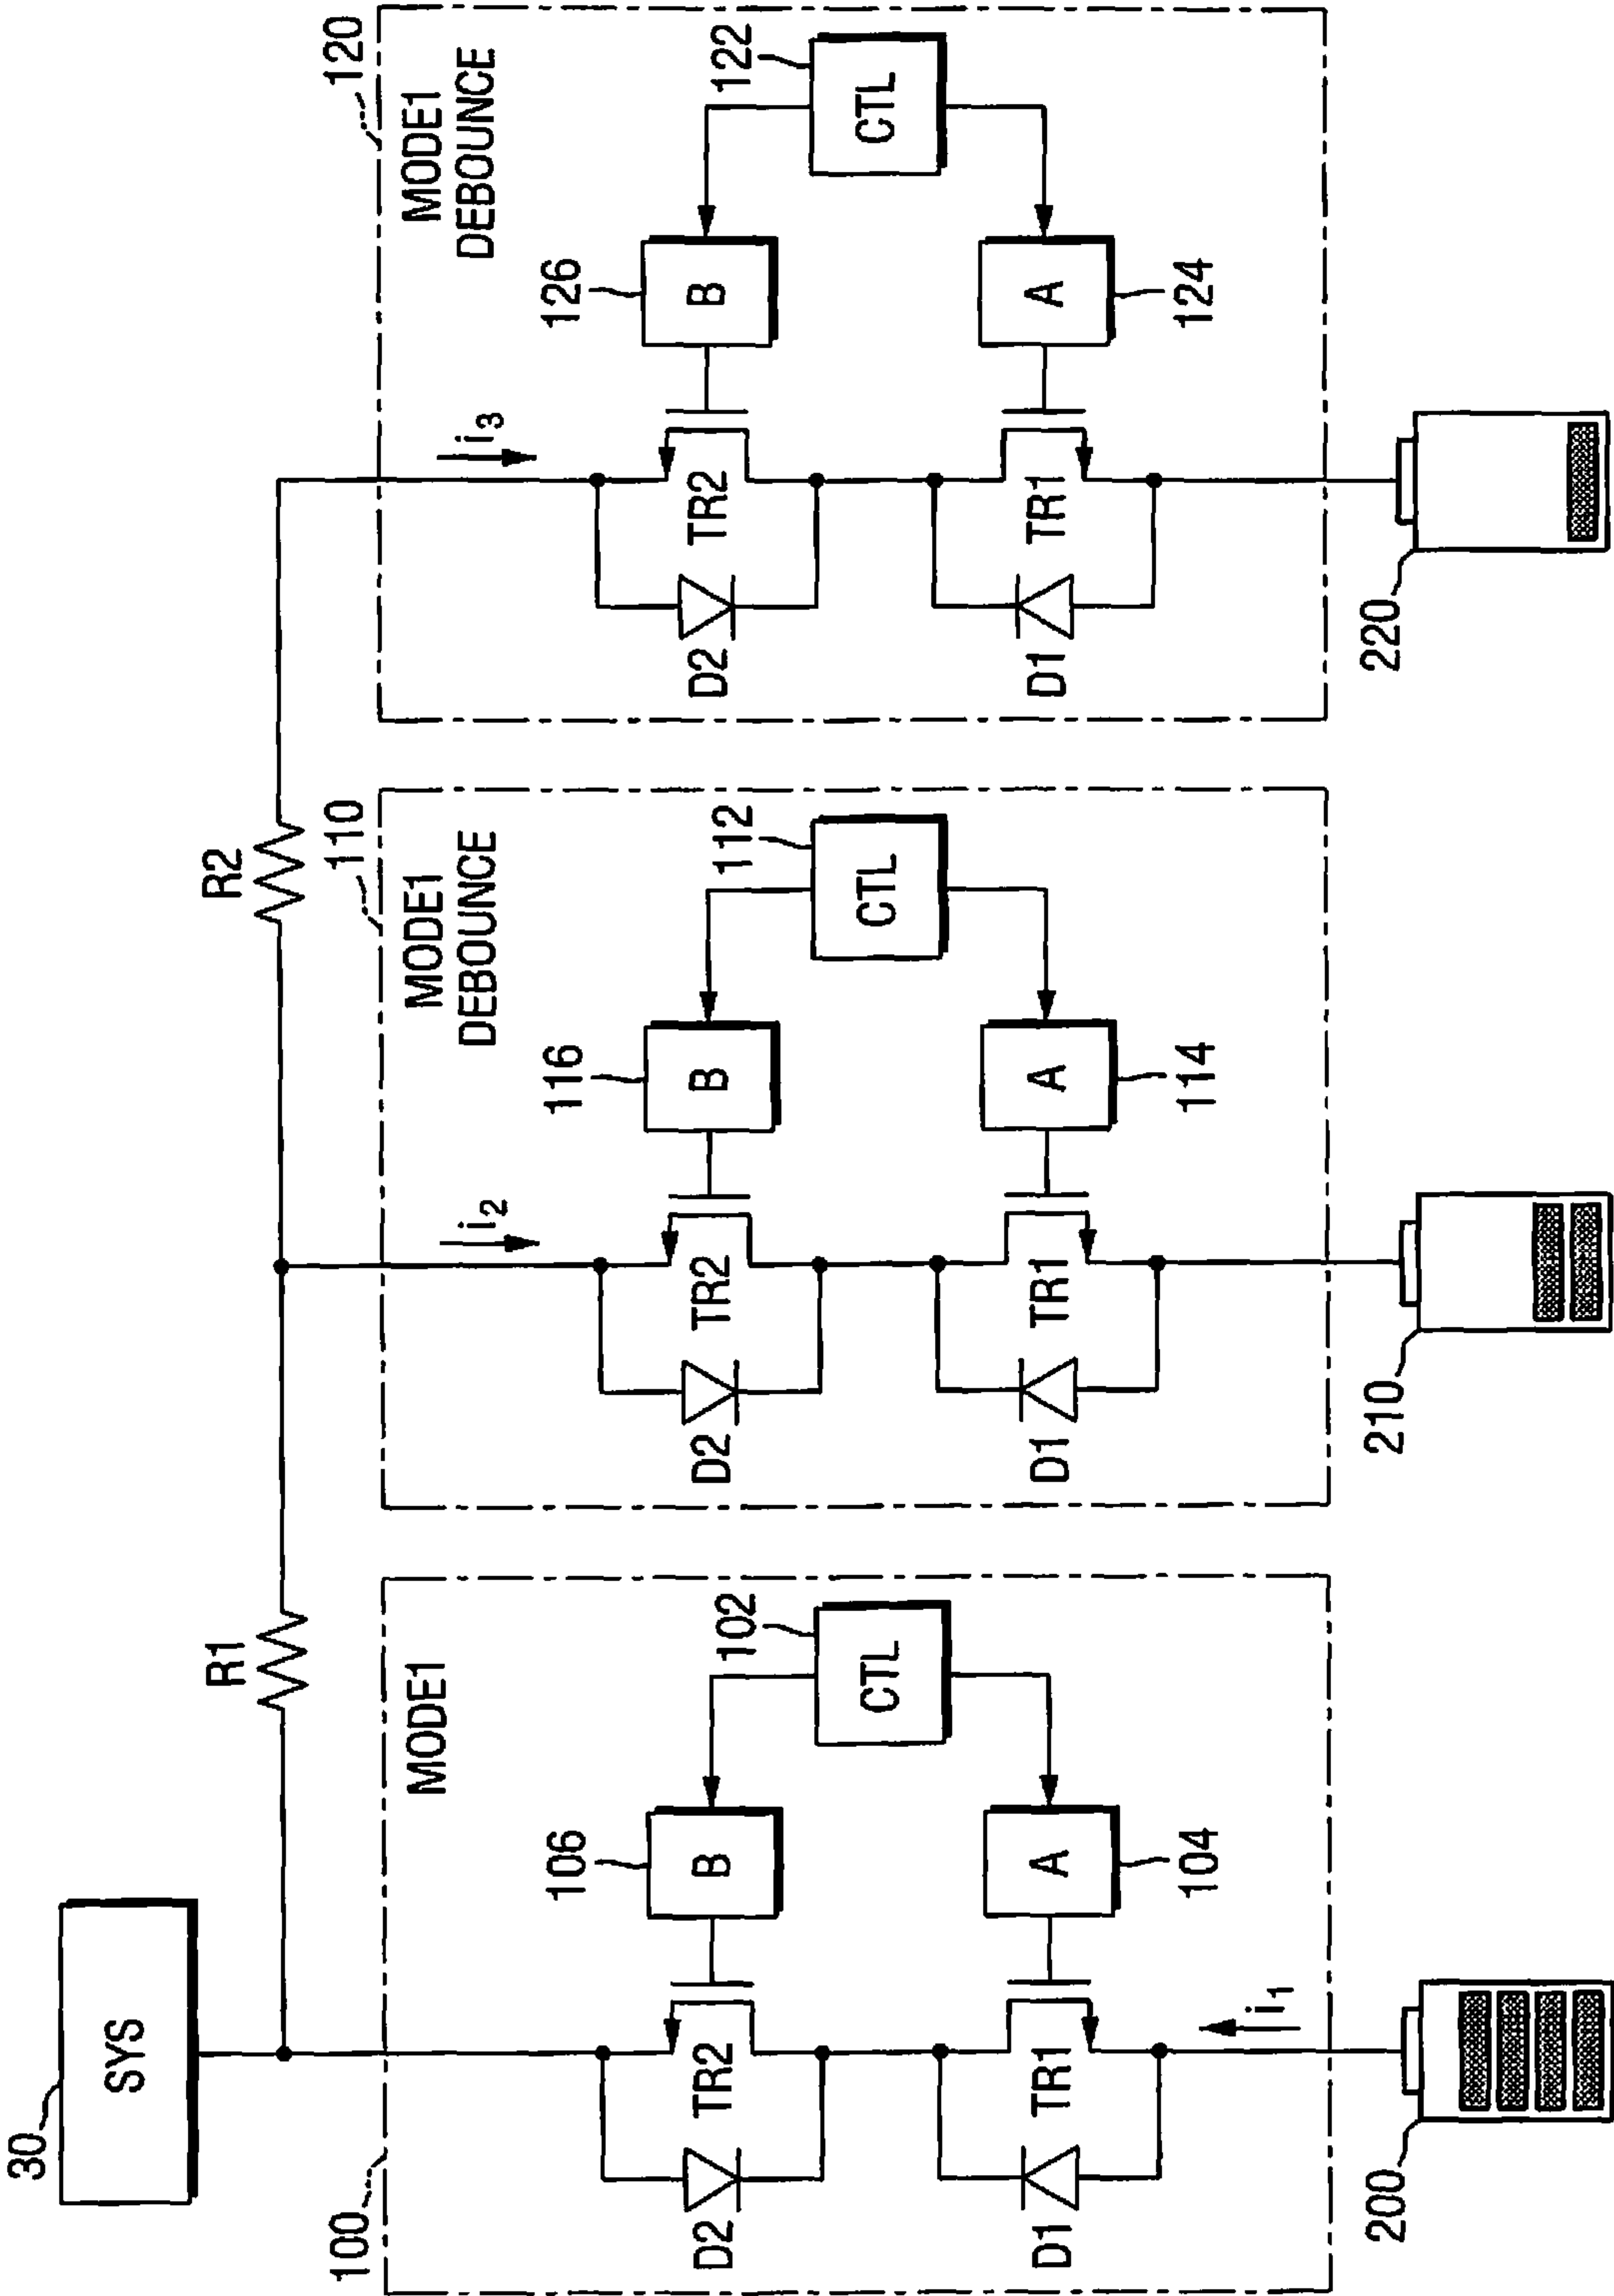 30
SYS
R1
R2
100
MODE1
102
CTL
106
B
104
A
TR2
D2
TR1
D1
i1
200
110
MODE1
DEBOUNCE
112
CTL
116
B
114
A
i2
TR2
D2
TR1
D1
210
120
MODE1
DEBOUNCE
122
CTL
126
B
124
A
i3
TR2
D2
TR1
D1
220